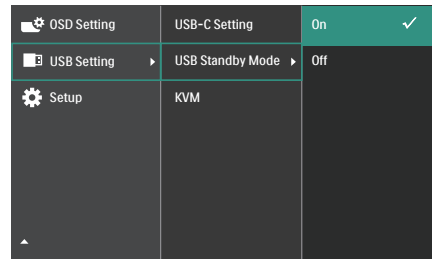 OSD Setting
USB Setting
Setup
USB-C Setting
USB Standby Mode
KVM
On
Off